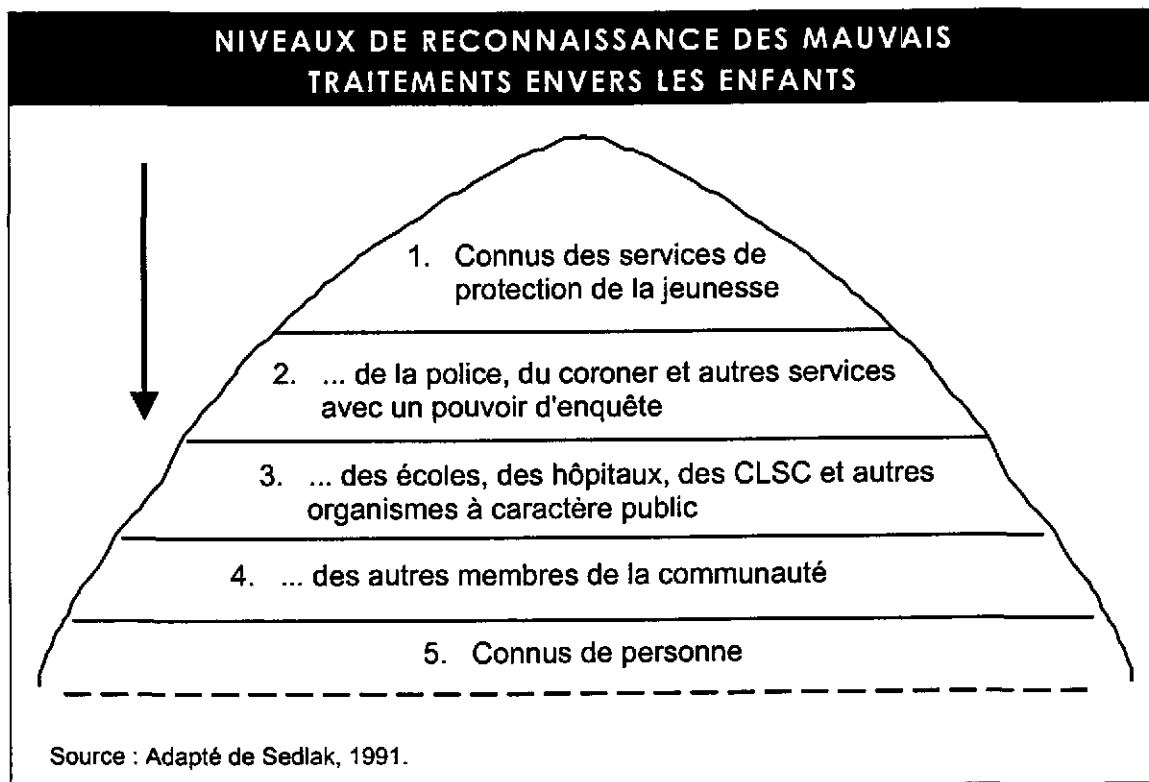 NIVEAUX DE RECONNAISSANCE DES MAUVAIS
TRAITEMENTS ENVERS LES ENFANTS
1. Connus des services de
protection de la jeunesse
2. ... de la police, du coroner et autres services
avec un pouvoir d'enquête
3. ... des écoles, des hôpitaux, des CLSC et autres
organismes à caractère public
4. ... des autres membres de la communauté
5. Connus de personne
Source : Adapté de Sedlak, 1991.